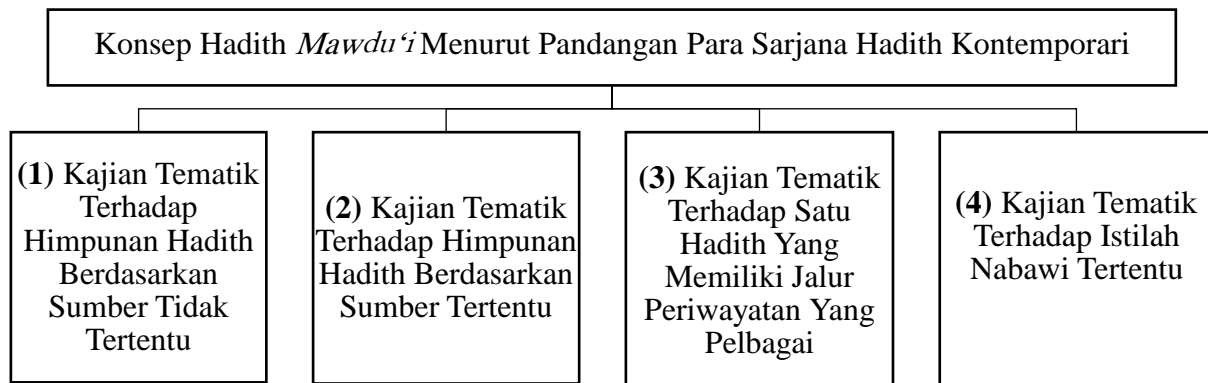 Konsep Hadith Mawdu‘i Menurut Pandangan Para Sarjana Hadith Kontemporari
(1) Kajian Tematik
Terhadap
Himpunan Hadith
Berdasarkan
Sumber Tidak
Tertentu
(2) Kajian Tematik
Terhadap Himpunan
Hadith Berdasarkan
Sumber Tertentu
(3) Kajian Tematik
Terhadap Satu
Hadith Yang
Memiliki Jalur
Periwayatan Yang
Pelbagai
(4) Kajian Tematik
Terhadap Istilah
Nabawi Tertentu